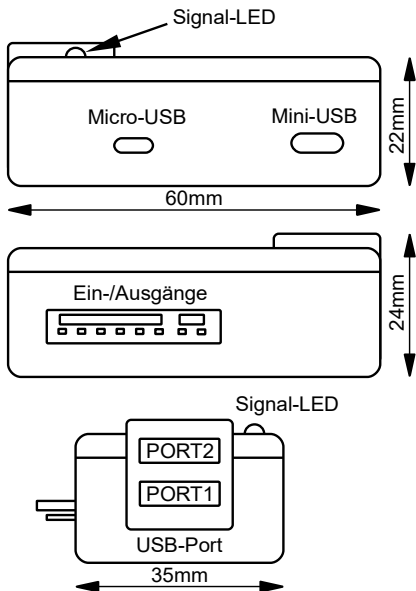 Signal-LED
Micro-USB
Mini-USB
22mm
60mm
Ein-/Ausgänge
24mm
Signal-LED
PORT2
PORT1
USB-Port
35mm